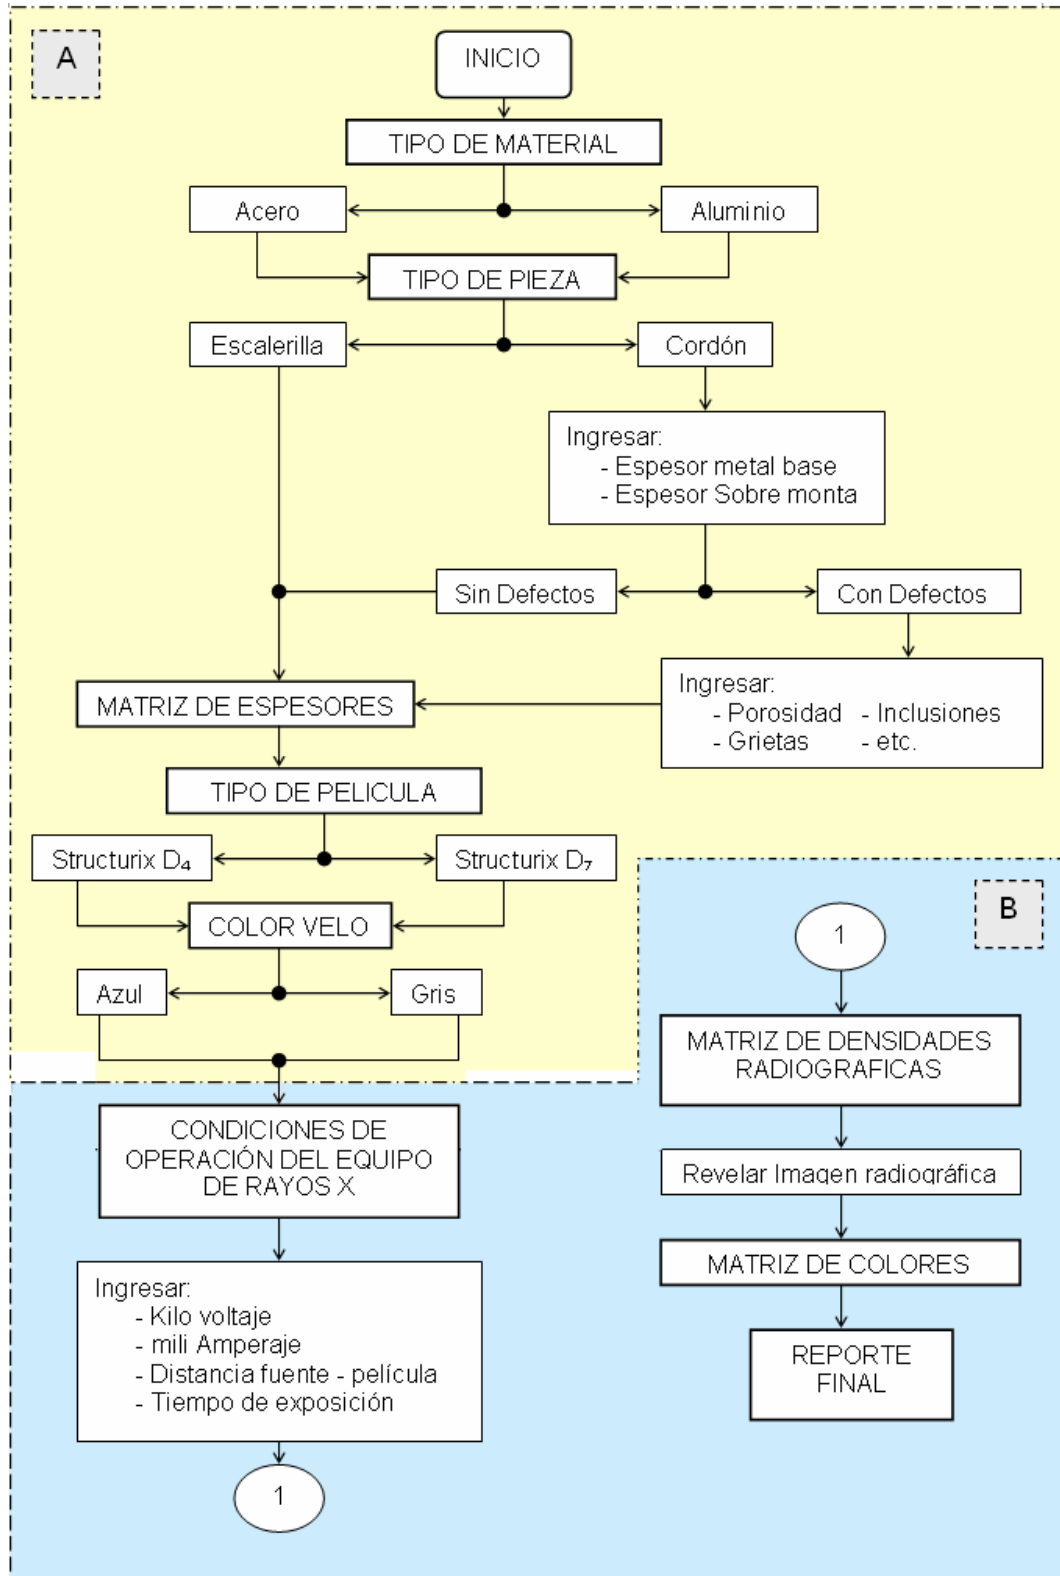 A
INICIO
TIPO DE MATERIAL
Acero
Aluminio
TIPO DE PIEZA
Escalerilla
Cordón
Ingresar:
- Espesor metal base
- Espesor Sobre monta
Sin Defectos
Con Defectos
Ingresar:
- Porosidad - Inclusiones
- Grietas - etc.
MATRIZ DE ESPESORES
TIPO DE PELICULA
Structurix D₄
Structurix D₇
COLOR VELO
Azul
Gris
CONDICIONES DE
OPERACIÓN DEL EQUIPO
DE RAYOS X
Ingresar:
- Kilo voltaje
- mili Amperaje
- Distancia fuente - película
- Tiempo de exposición
1
B
1
MATRIZ DE DENSIDADES
RADIOGRAFICAS
Revelar Imagen radiográfica
MATRIZ DE COLORES
REPORTE
FINAL